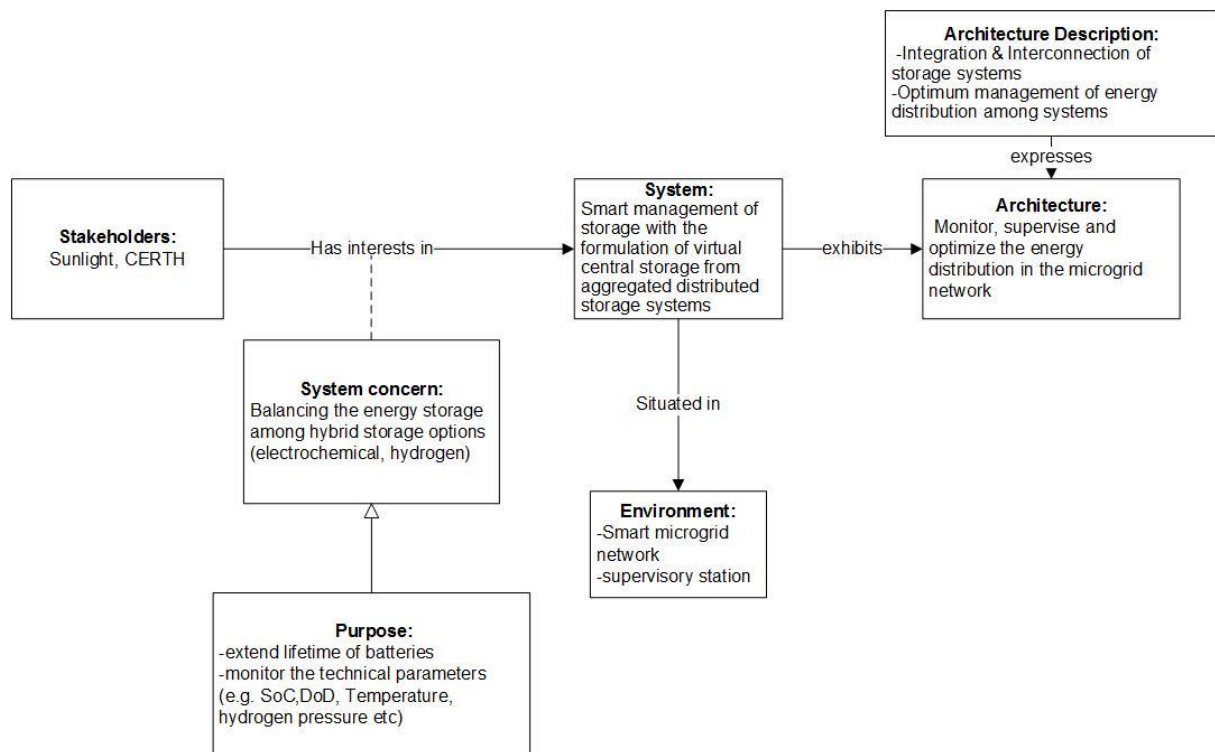 Architecture Description:
-Integration & Interconnection of
storage systems
-Optimum management of energy
distribution among systems
expresses
Stakeholders:
Sunlight, CERTH
Has interests in
System:
Smart management of
storage with the
formulation of virtual
central storage from
aggregated distributed
storage systems
exhibits
Architecture:
Monitor, supervise and
optimize the energy
distribution in the microgrid
network
System concern:
Balancing the energy storage
among hybrid storage options
(electrochemical, hydrogen)
Situated in
Environment:
-Smart microgrid
network
-supervisory station
Purpose:
-extend lifetime of batteries
-monitor the technical parameters
(e.g. SoC,DoD, Temperature,
hydrogen pressure etc)